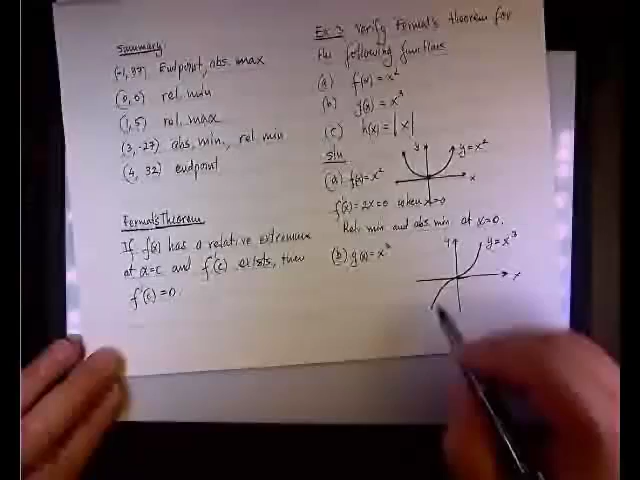 Summary
(-1, 37) Endpoint, abs. max
(0, 0) rel. min
(1, 5) rel. max
(3, -27) abs. min., rel min
(4, 32) endpoint
Fermat's Theorem
If f(x) has a relative extremum
at x=c and f'(c) exists, then
f'(c) = 0.
Ex 3 Verify Fermat's theorem for
the following functions
(a) f(x) = x²
(b) g(x) = x³
(c) h(x) = |x|
sln
(a) f(x) = x²
y
y = x²
x
f'(x) = 2x = 0 when x=0
Rel. min and abs. min at x=0.
(b) g(x) = x³
y
y = x³
x